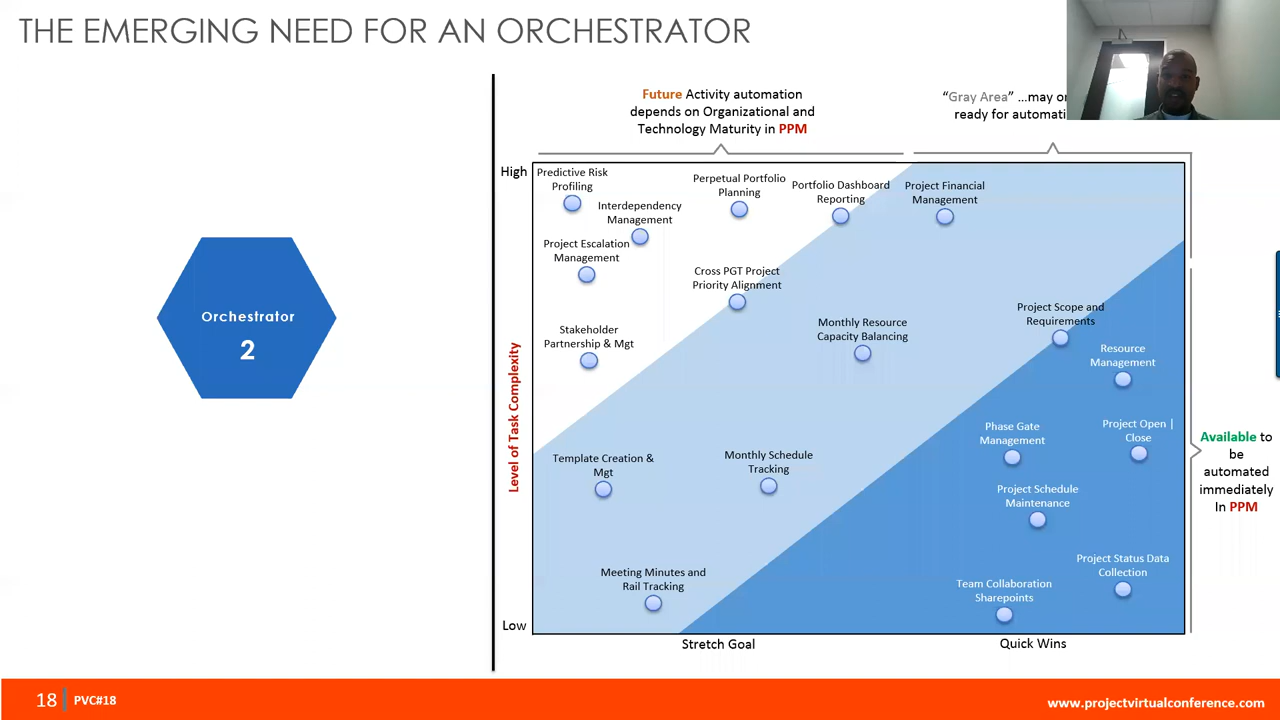 THE EMERGING NEED FOR AN ORCHESTRATOR
Future Activity automation
depends on Organizational and
Technology Maturity in PPM
“Gray Area” ...may
ready for
High
Predictive Risk
Profiling
Interdependency
Management
Project Escalation
Management
Stakeholder
Partnership & Mgt
Perpetual Portfolio
Planning
Portfolio Dashboard
Reporting
Project Financial
Management
Cross PGT Project
Priority Alignment
Monthly Resource
Capacity Balancing
Project Scope and
Requirements
Resource
Management
Orchestrator
2
Level of Task Complexity
Phase Gate
Management
Project Open |
Close
Available to
be
automated
immediately
In PPM
Template Creation &
Mgt
Monthly Schedule
Tracking
Project Schedule
Maintenance
Meeting Minutes and
Rail Tracking
Team Collaboration
Sharepoints
Project Status Data
Collection
Low
Stretch Goal
Quick Wins
18
PVC#18
www.projectvirtualconference.com